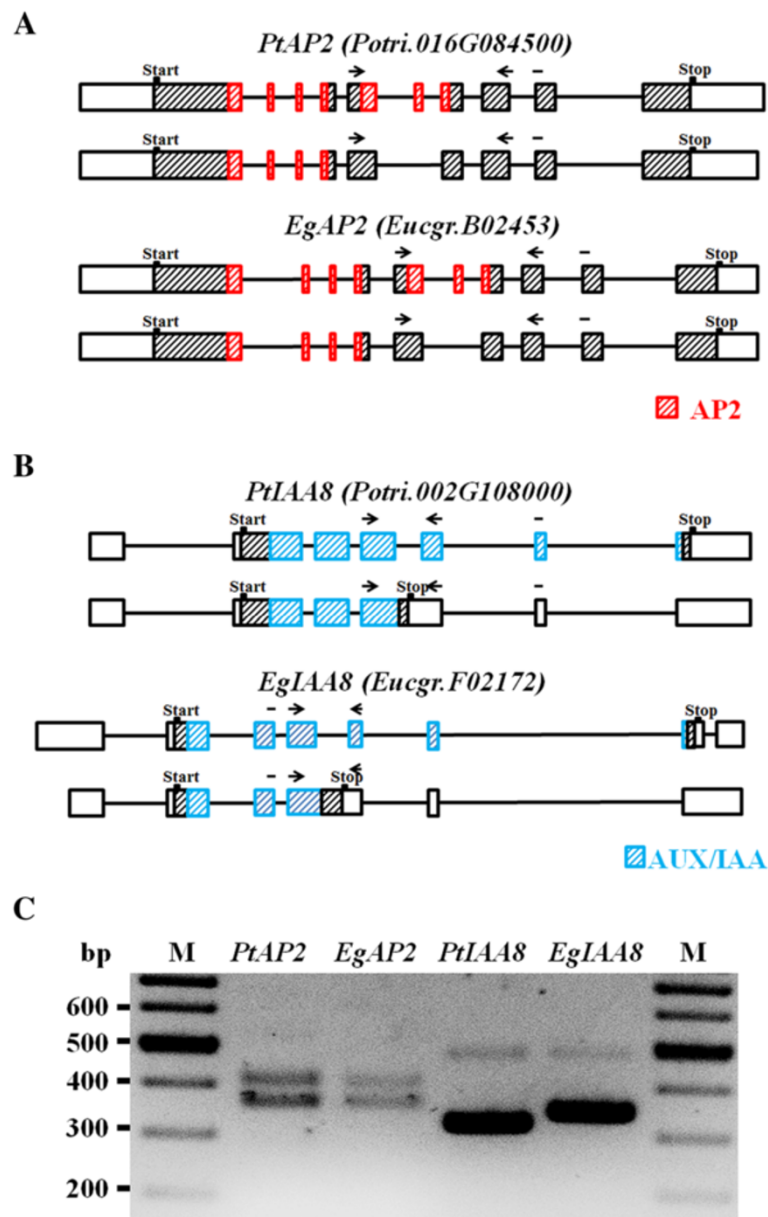 A
PtAP2 (Potri.016G084500)
Start Stop
Start Stop
EgAP2 (Eucgr.B02453)
Start Stop
Start Stop
AP2
B
PtIAA8 (Potri.002G108000)
Start Stop
Start Stop
EgIAA8 (Eucgr.F02172)
Start Stop
Start Stop
AUX/IAA
C
bp M PtAP2 EgAP2 PtIAA8 EgIAA8 M
600
500
400
300
200